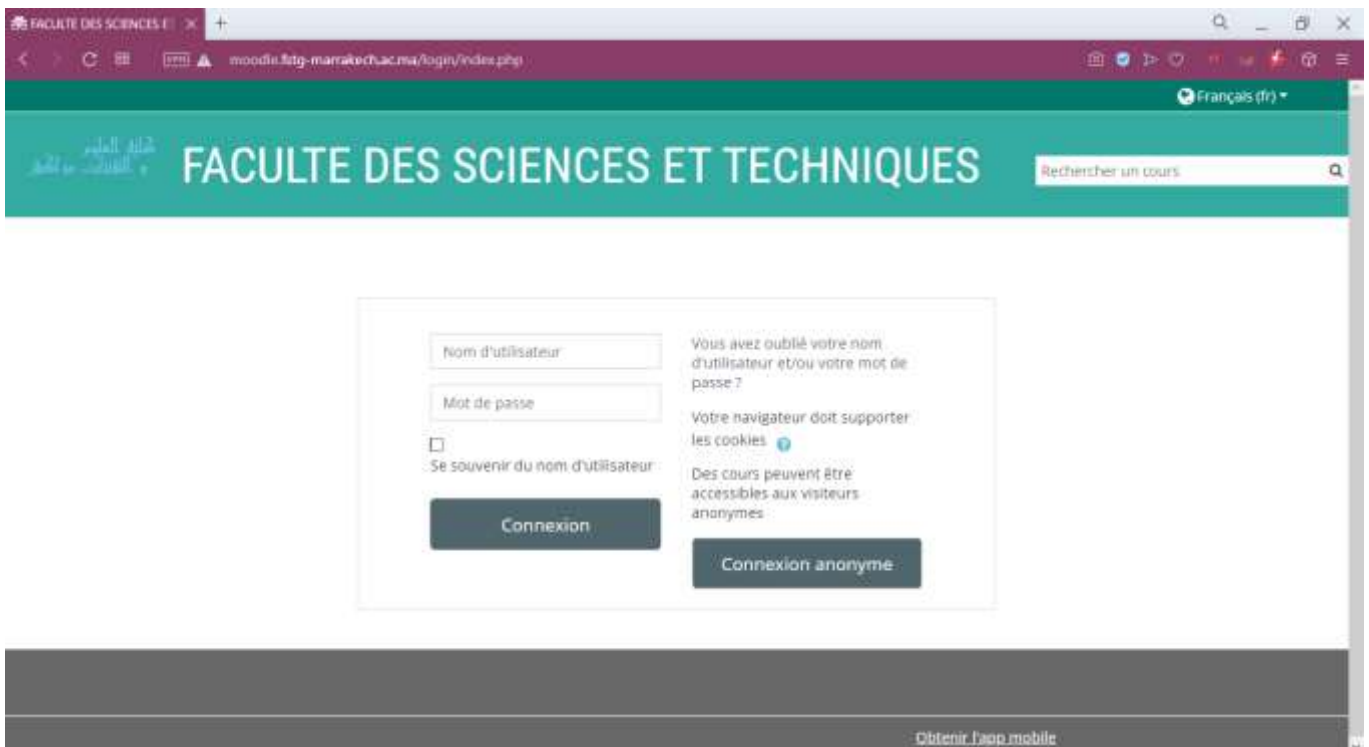 FACULTE DES SCIENCES E
moodle.fstg-marrakech.ac.ma/login/index.php
Français (fr)
FACULTE DES SCIENCES ET TECHNIQUES
Rechercher un cours
Nom d'utilisateur
Mot de passe
Se souvenir du nom d'utilisateur
Connexion
Vous avez oublié votre nom
d'utilisateur et/ou votre mot de
passe ?
Votre navigateur doit supporter
les cookies
Des cours peuvent être
accessibles aux visiteurs
anonymes
Connexion anonyme
Obtenir l'app mobile